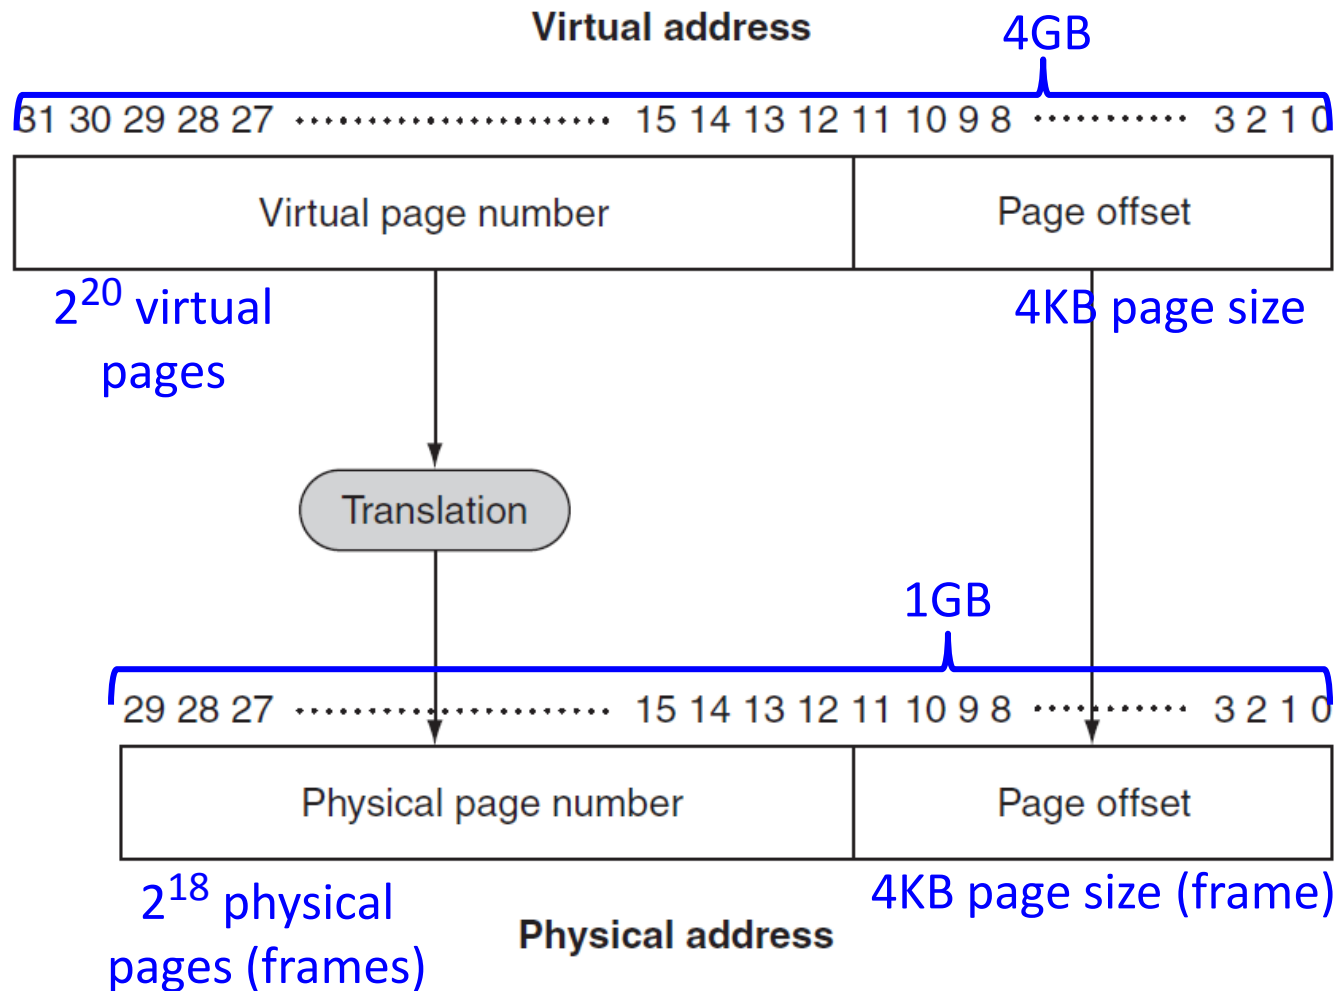 Virtual address
4GB
31 30 29 28 27 ........................ 15 14 13 12 11 10 9 8 ........... 3 2 1 0
Virtual page number Page offset
2^20 virtual pages
4KB page size
Translation
1GB
29 28 27 ........................ 15 14 13 12 11 10 9 8 ........... 3 2 1 0
Physical page number Page offset
2^18 physical pages (frames)
4KB page size (frame)
Physical address